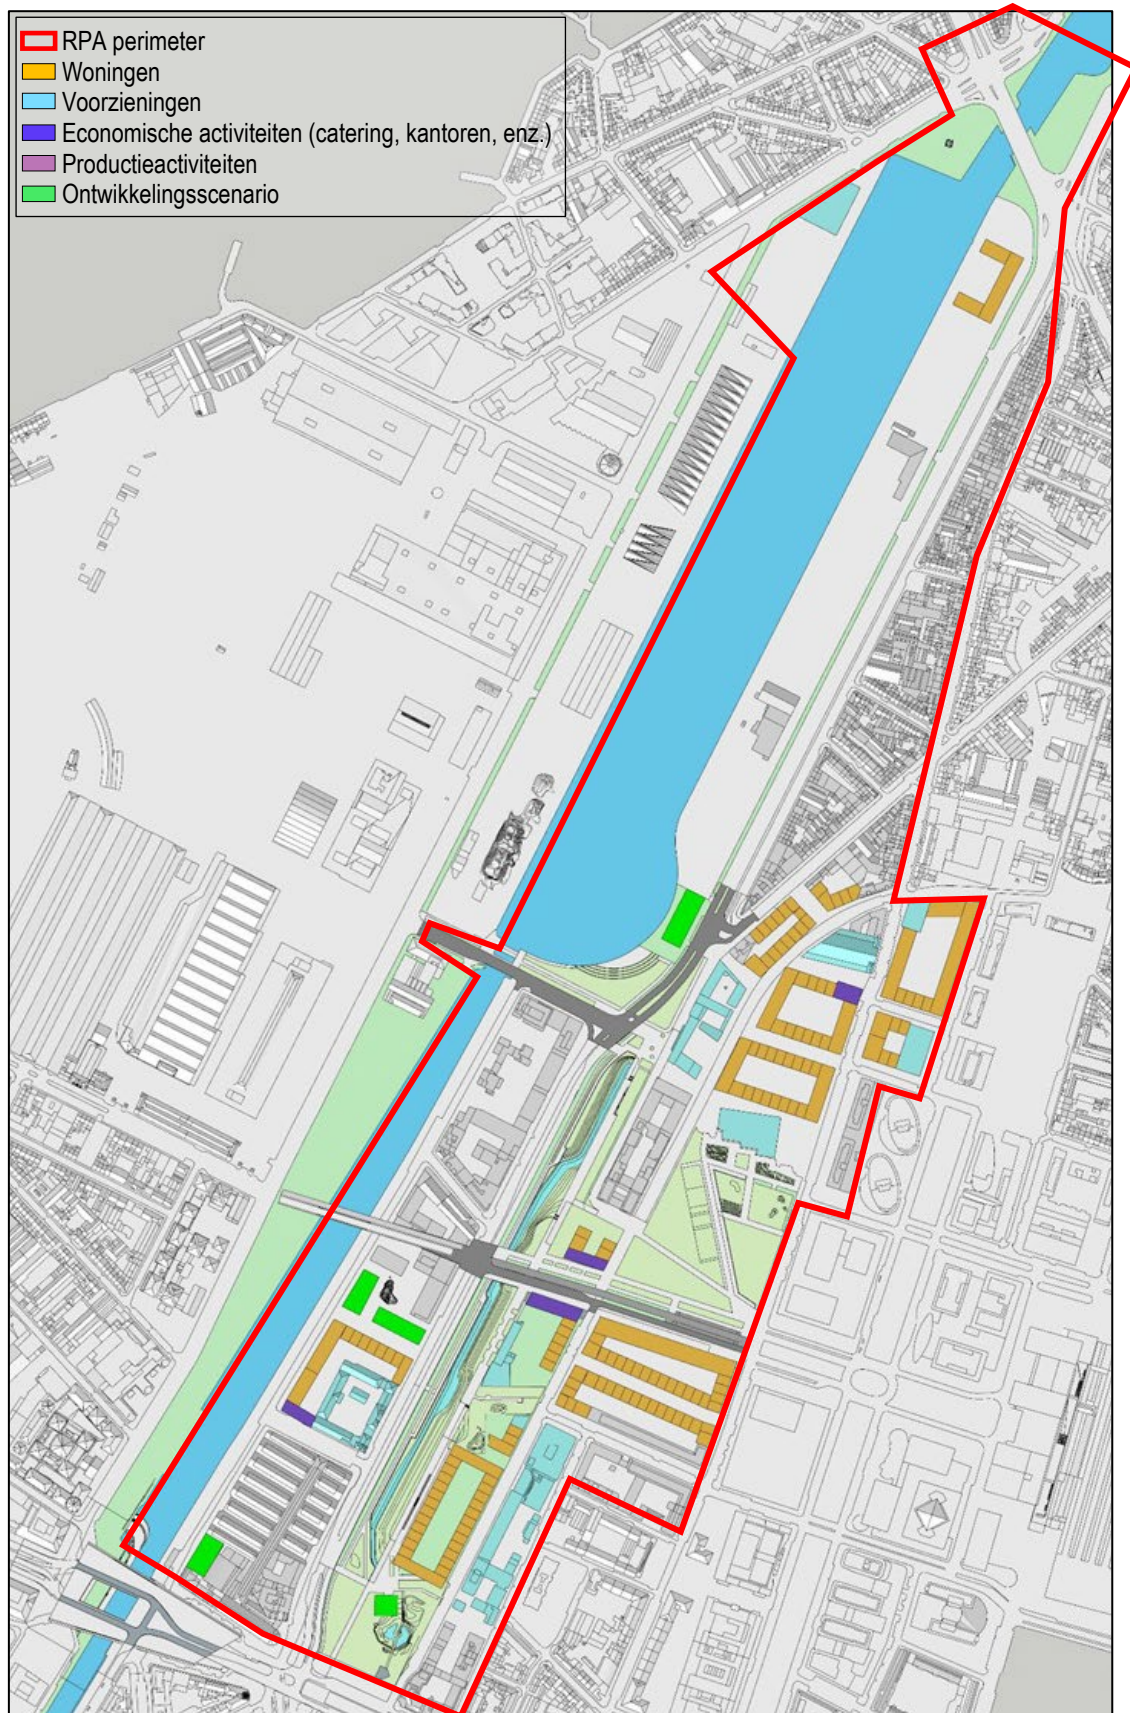 RPA perimeter
Woningen
Voorzieningen
Economische activiteiten (catering, kantoren, enz.)
Productieactiviteiten
Ontwikkelingsscenario